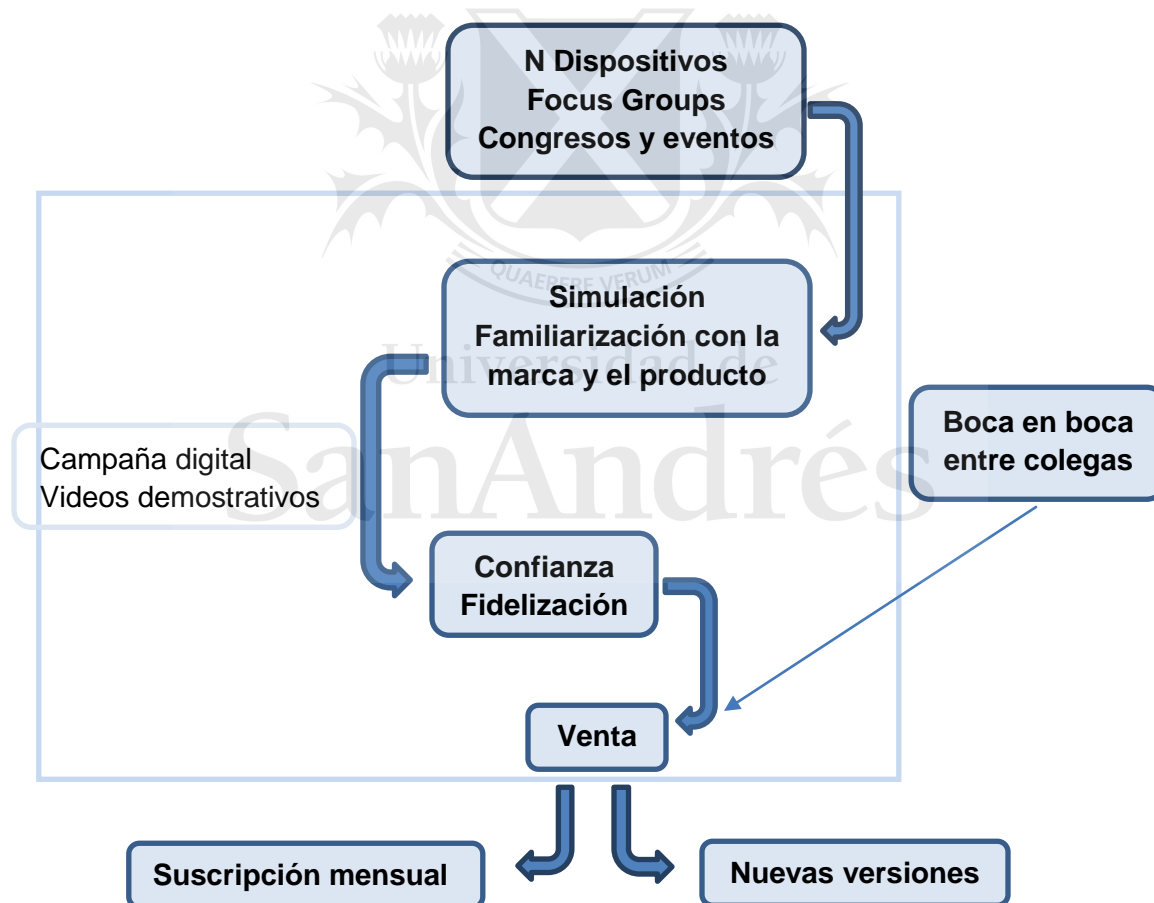 N Dispositivos
Focus Groups
Congresos y eventos
QUAERERE VERUM
Simulación
Familiarización con la
marca y el producto
Universidad de
SanAndrés
Boca en boca
entre colegas
Campaña digital
Videos demostrativos
Confianza
Fidelización
Venta
Suscripción mensual
Nuevas versiones